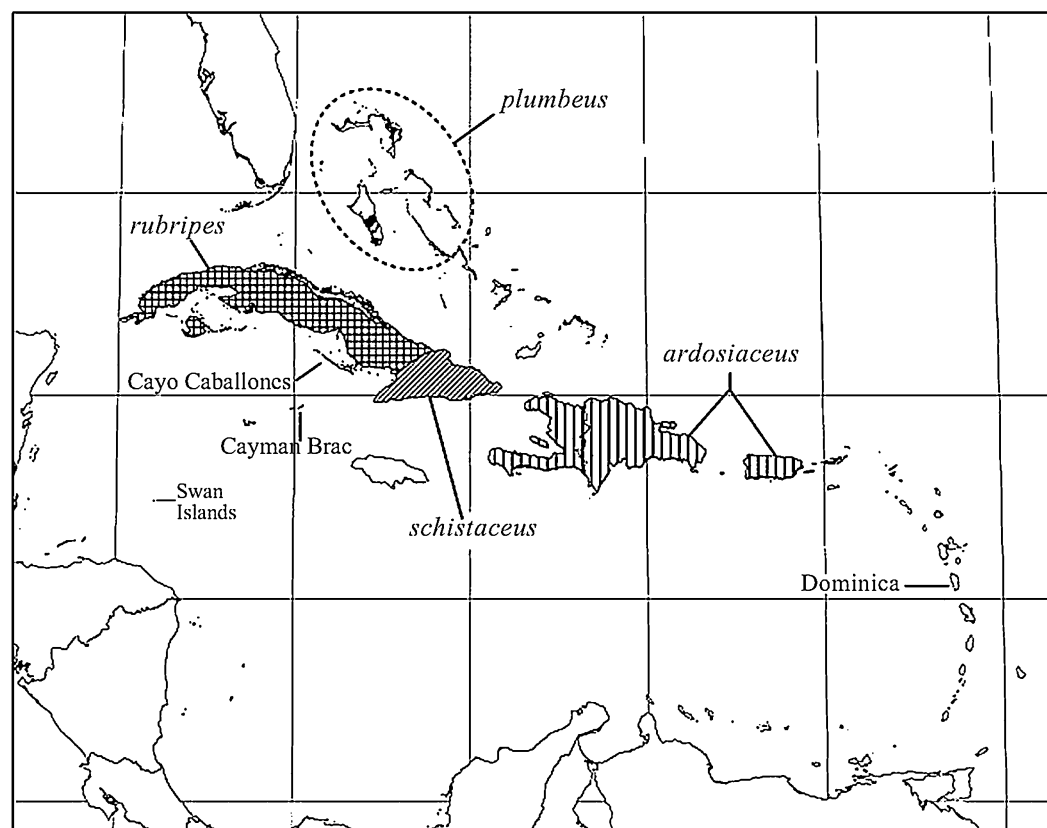 plumbeus
rubripes
ardosiaceus
Cayo Caballoncs
Cayman Brac
Swan
Islands
schistaceus
Dominica